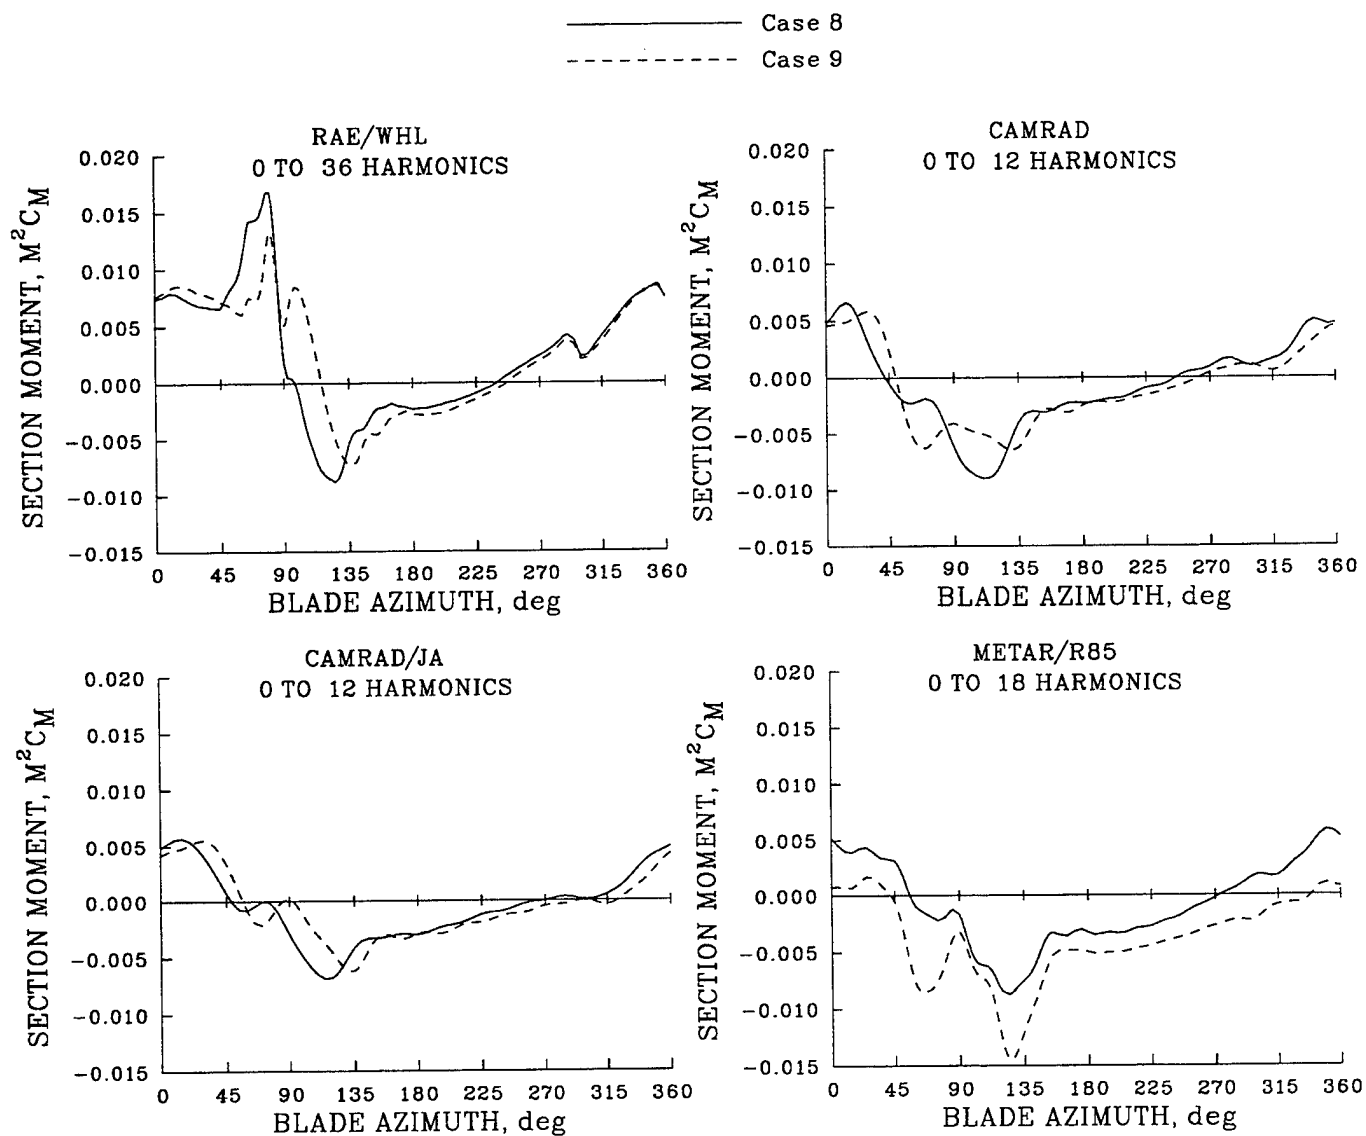 Case 8
Case 9
RAE/WHL
0 TO 36 HARMONICS
SECTION MOMENT, M²C_M
0.020
0.015
0.010
0.005
0.000
−0.005
−0.010
−0.015
0 45 90 135 180 225 270 315 360
BLADE AZIMUTH, deg
CAMRAD
0 TO 12 HARMONICS
SECTION MOMENT, M²C_M
0.020
0.015
0.010
0.005
0.000
−0.005
−0.010
−0.015
0 45 90 135 180 225 270 315 360
BLADE AZIMUTH, deg
CAMRAD/JA
0 TO 12 HARMONICS
SECTION MOMENT, M²C_M
0.020
0.015
0.010
0.005
0.000
−0.005
−0.010
−0.015
0 45 90 135 180 225 270 315 360
BLADE AZIMUTH, deg
METAR/R85
0 TO 18 HARMONICS
SECTION MOMENT, M²C_M
0.020
0.015
0.010
0.005
0.000
−0.005
−0.010
−0.015
0 45 90 135 180 225 270 315 360
BLADE AZIMUTH, deg